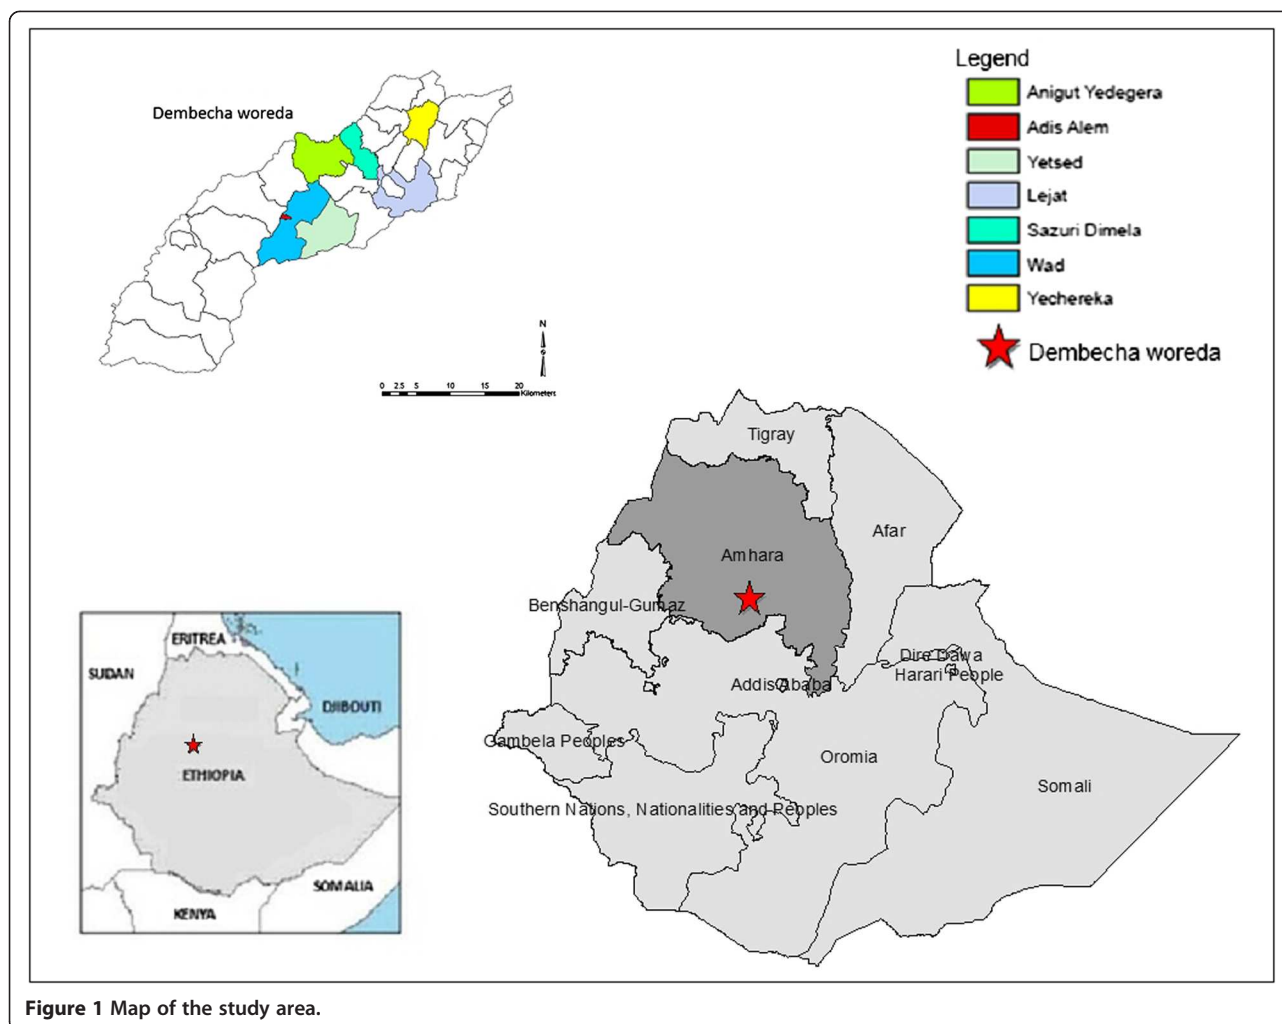 Dembecha woreda
Legend
Anigut Yedegera
Adis Alem
Yetsed
Lejat
Sazuri Dimela
Wad
Yechereka
Dembecha woreda
N
0 2.5 5 10 15 20
Kilometers
Tigray
Afar
Amhara
Benshangul-Gumaz
Dire Dawa
Harari People
Addis Ababa
Gambela Peoples
Oromia
Somali
Southern Nations, Nationalities and Peoples
ERITREA
SUDAN
DJIBOUTI
ETHIOPIA
SOMALIA
KENYA
Figure 1 Map of the study area.